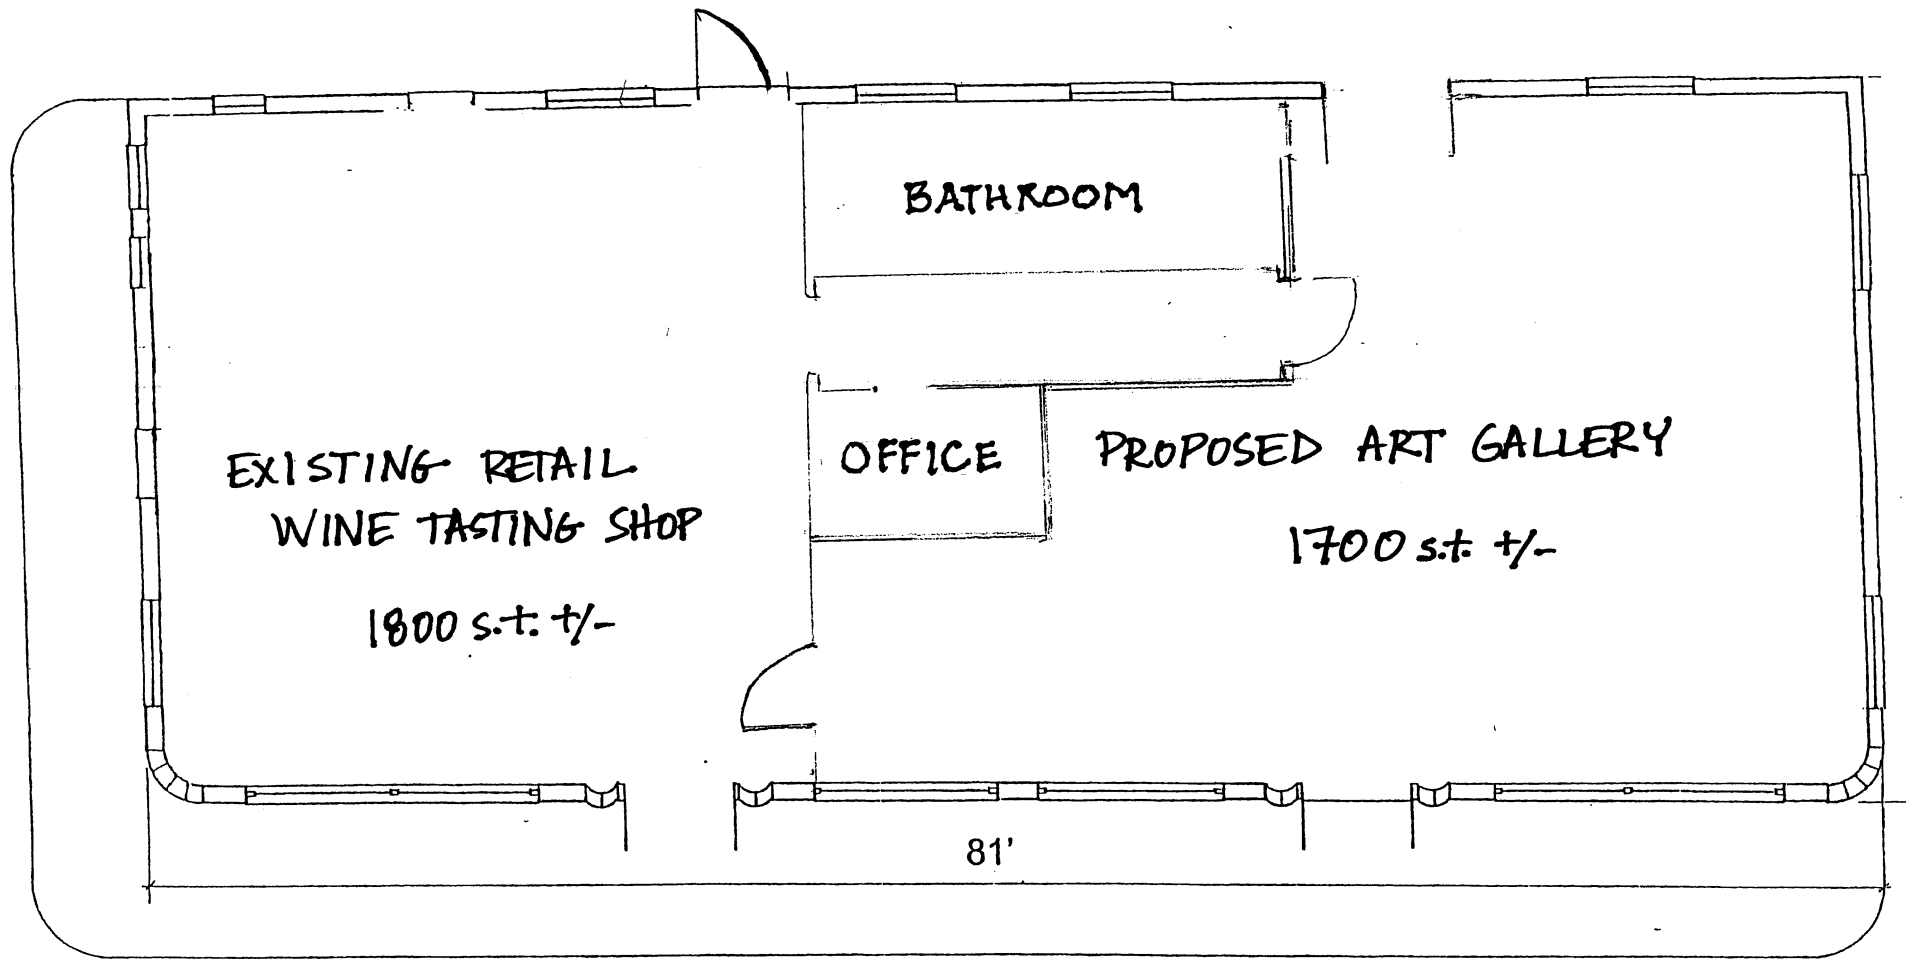 BATHROOM
EXISTING RETAIL
WINE TASTING SHOP
1800 s.f. +/-
OFFICE
PROPOSED ART GALLERY
1700 s.f. +/-
81'